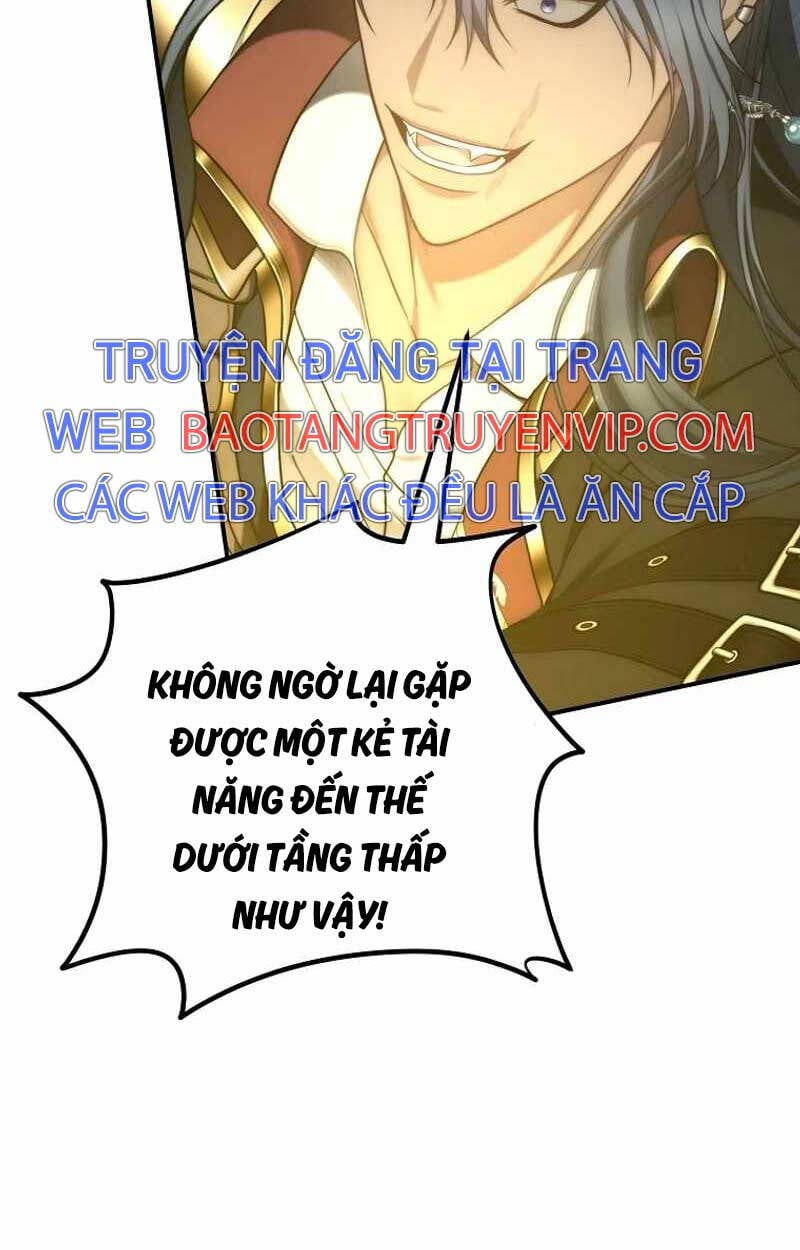 TRUYỆN ĐĂNG TẠI TRANG
WEB BAOTANGTRUYENVIP.COM
CÁC WEB KHÁC ĐỀU LÀ ĂN CẮP
KHÔNG NGỜ LẠI GẶP
ĐƯỢC MỘT KẺ TÀI
NĂNG ĐẾN THẾ
DƯỚI TẦNG THẤP
NHƯ VẬY!